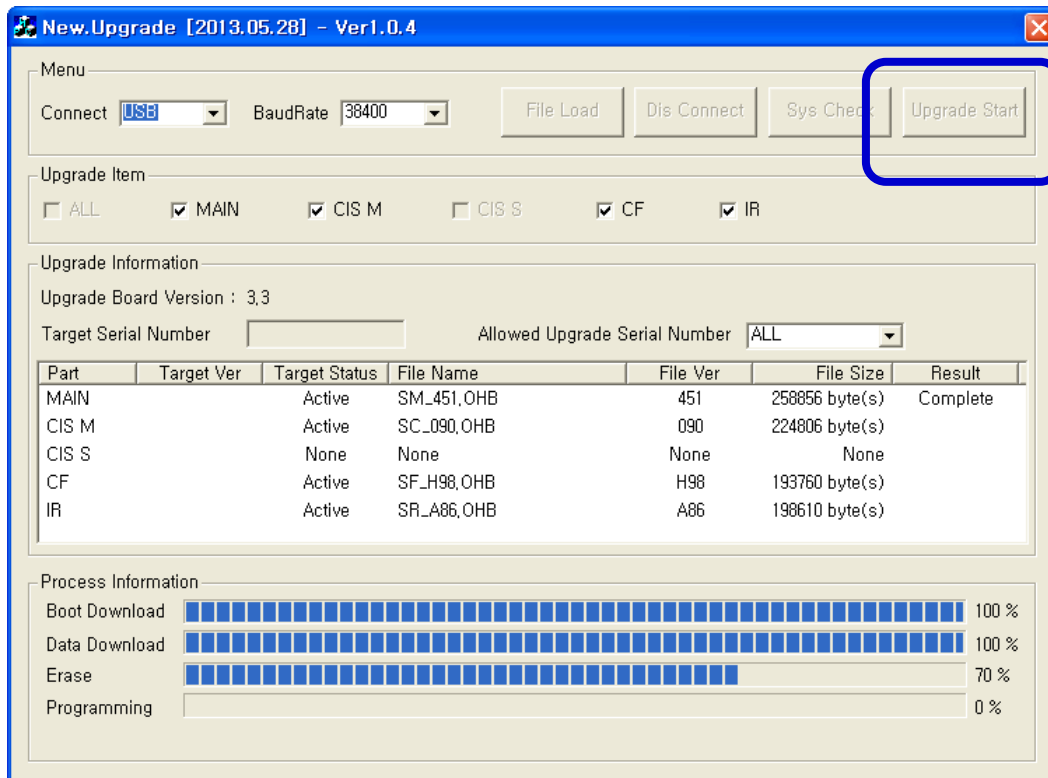 New.Upgrade [2013.05.28] - Ver1.0.4
Menu
Connect USB BaudRate 38400 File Load Dis Connect Sys Check Upgrade Start
Upgrade Item
ALL MAIN CIS M CIS S CF IR
Upgrade Information
Upgrade Board Version : 3.3
Target Serial Number Allowed Upgrade Serial Number ALL
Part Target Ver Target Status File Name File Ver File Size Result
MAIN Active SM_451.OHB 451 258856 byte(s) Complete
CIS M Active SC_090.OHB 090 224806 byte(s)
CIS S None None None None
CF Active SF_H98.OHB H98 193760 byte(s)
IR Active SR_A86.OHB A86 198610 byte(s)
Process Information
Boot Download 100 %
Data Download 100 %
Erase 70 %
Programming 0 %